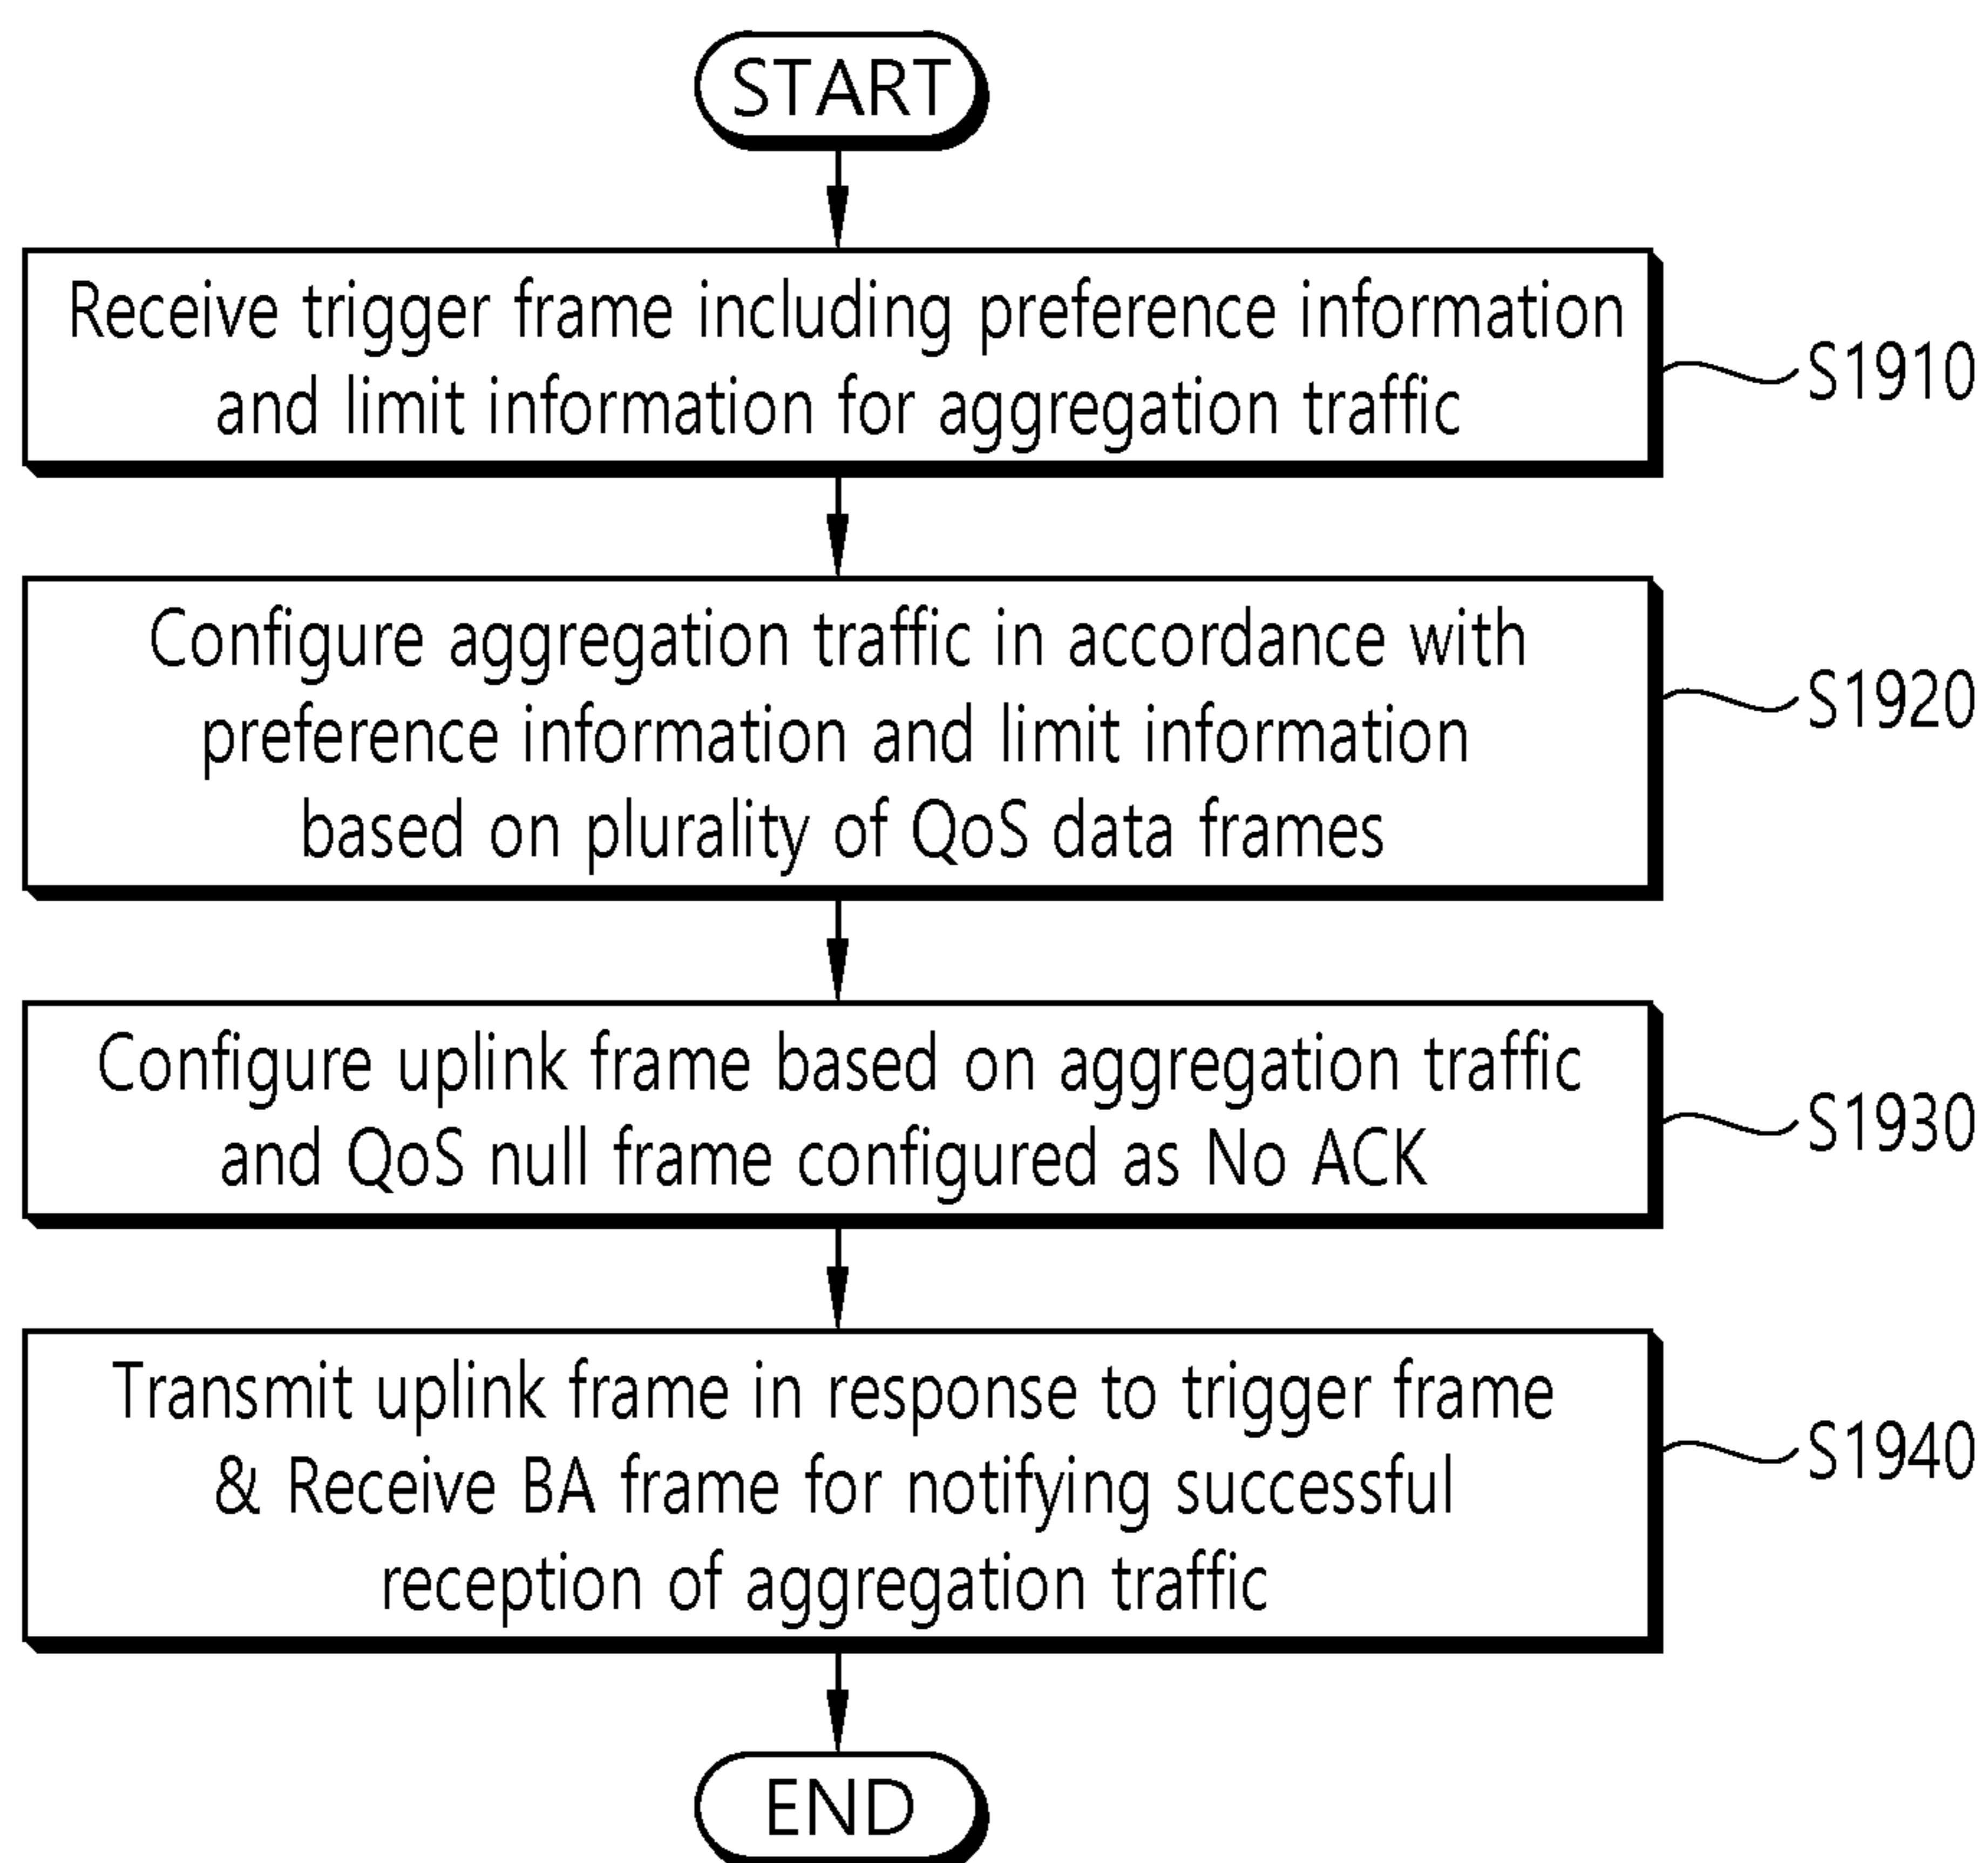 START
Receive trigger frame including preference information
and limit information for aggregation traffic
S1910
Configure aggregation traffic in accordance with
preference information and limit information
based on plurality of QoS data frames
S1920
Configure uplink frame based on aggregation traffic
and QoS null frame configured as No ACK
S1930
Transmit uplink frame in response to trigger frame
& Receive BA frame for notifying successful
reception of aggregation traffic
S1940
END